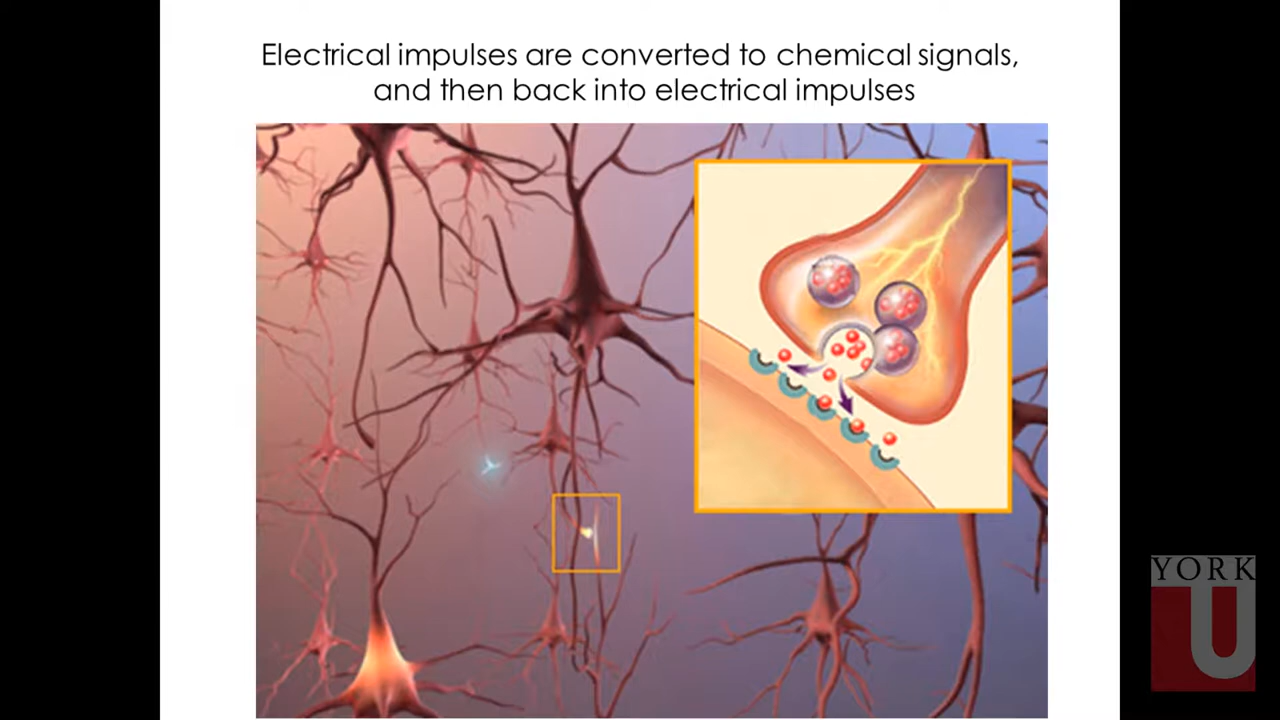 Electrical impulses are converted to chemical signals,
and then back into electrical impulses
YORK
U